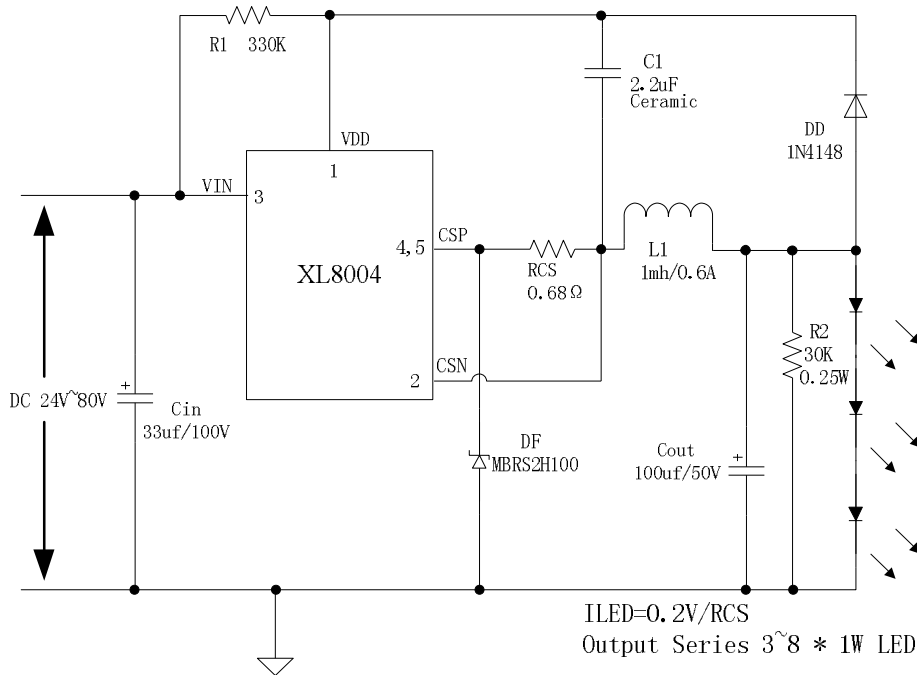 R1 330K
C1
2.2uF
Ceramic
VDD
1
DD
1N4148
VIN
3
CSP
4,5
XL8004
RCS
0.68Ω
L1
1mh/0.6A
CSN
2
R2
30K
0.25W
DC 24V~80V
+
Cin
33uf/100V
DF
MBRS2H100
+
Cout
100uf/50V
ILED=0.2V/RCS
Output Series 3~8 * 1W LED